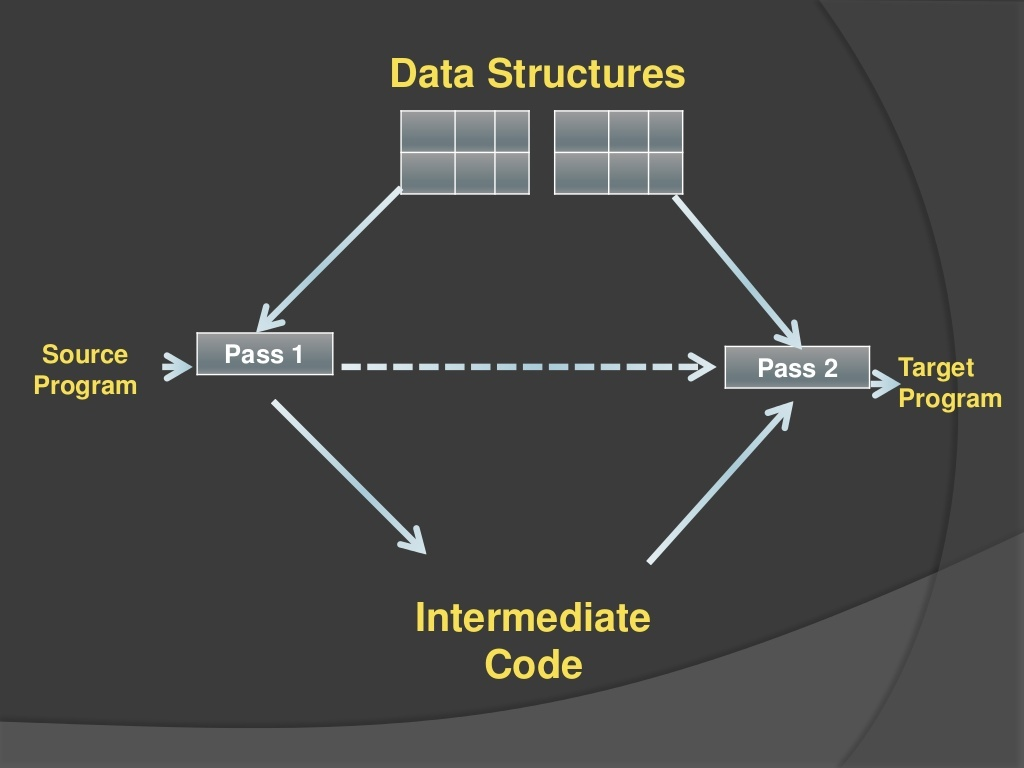 Data Structures
Source
Program
Pass 1
Pass 2
Target
Program
Intermediate
Code